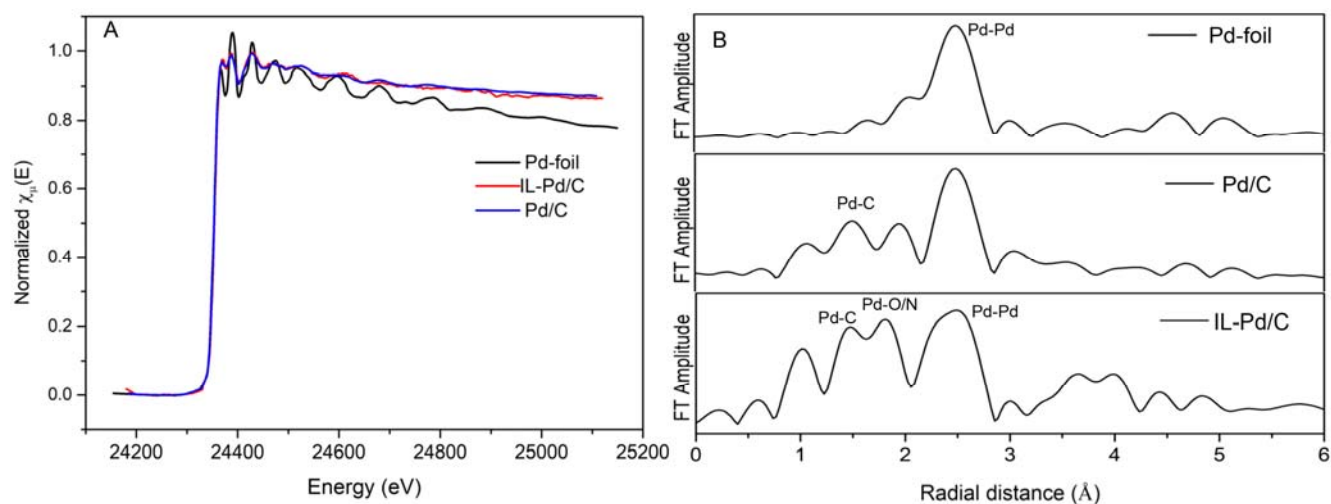 A
1.0
0.8
0.6
0.4
0.2
0.0
Normalized χμ(E)
Pd-foil
IL-Pd/C
Pd/C
24200
24400
24600
24800
25000
25200
Energy (eV)
B
Pd-Pd
Pd-foil
FT Amplitude
Pd-C
Pd/C
FT Amplitude
Pd-C
Pd-O/N
Pd-Pd
IL-Pd/C
FT Amplitude
0
1
2
3
4
5
6
Radial distance (Å)